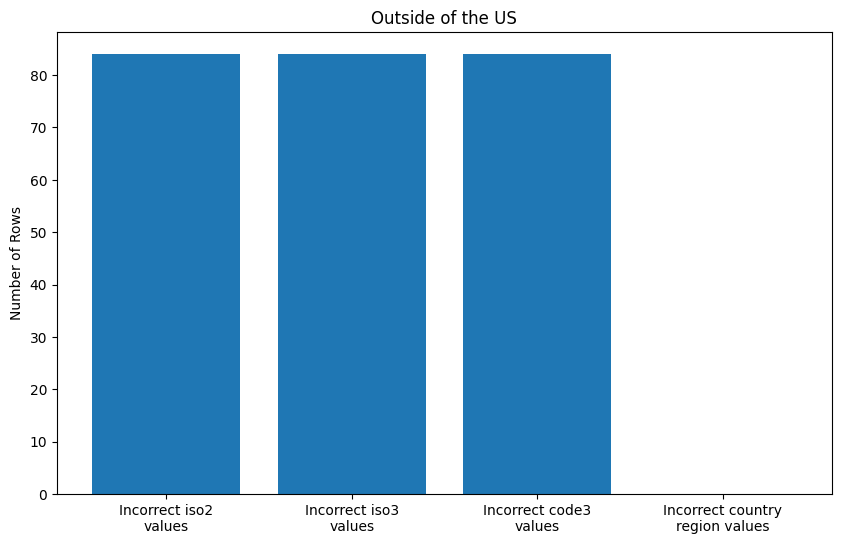 Outside of the US
Number of Rows
80
70
60
50
40
30
20
10
0
Incorrect iso2
values
Incorrect iso3
values
Incorrect code3
values
Incorrect country
region values